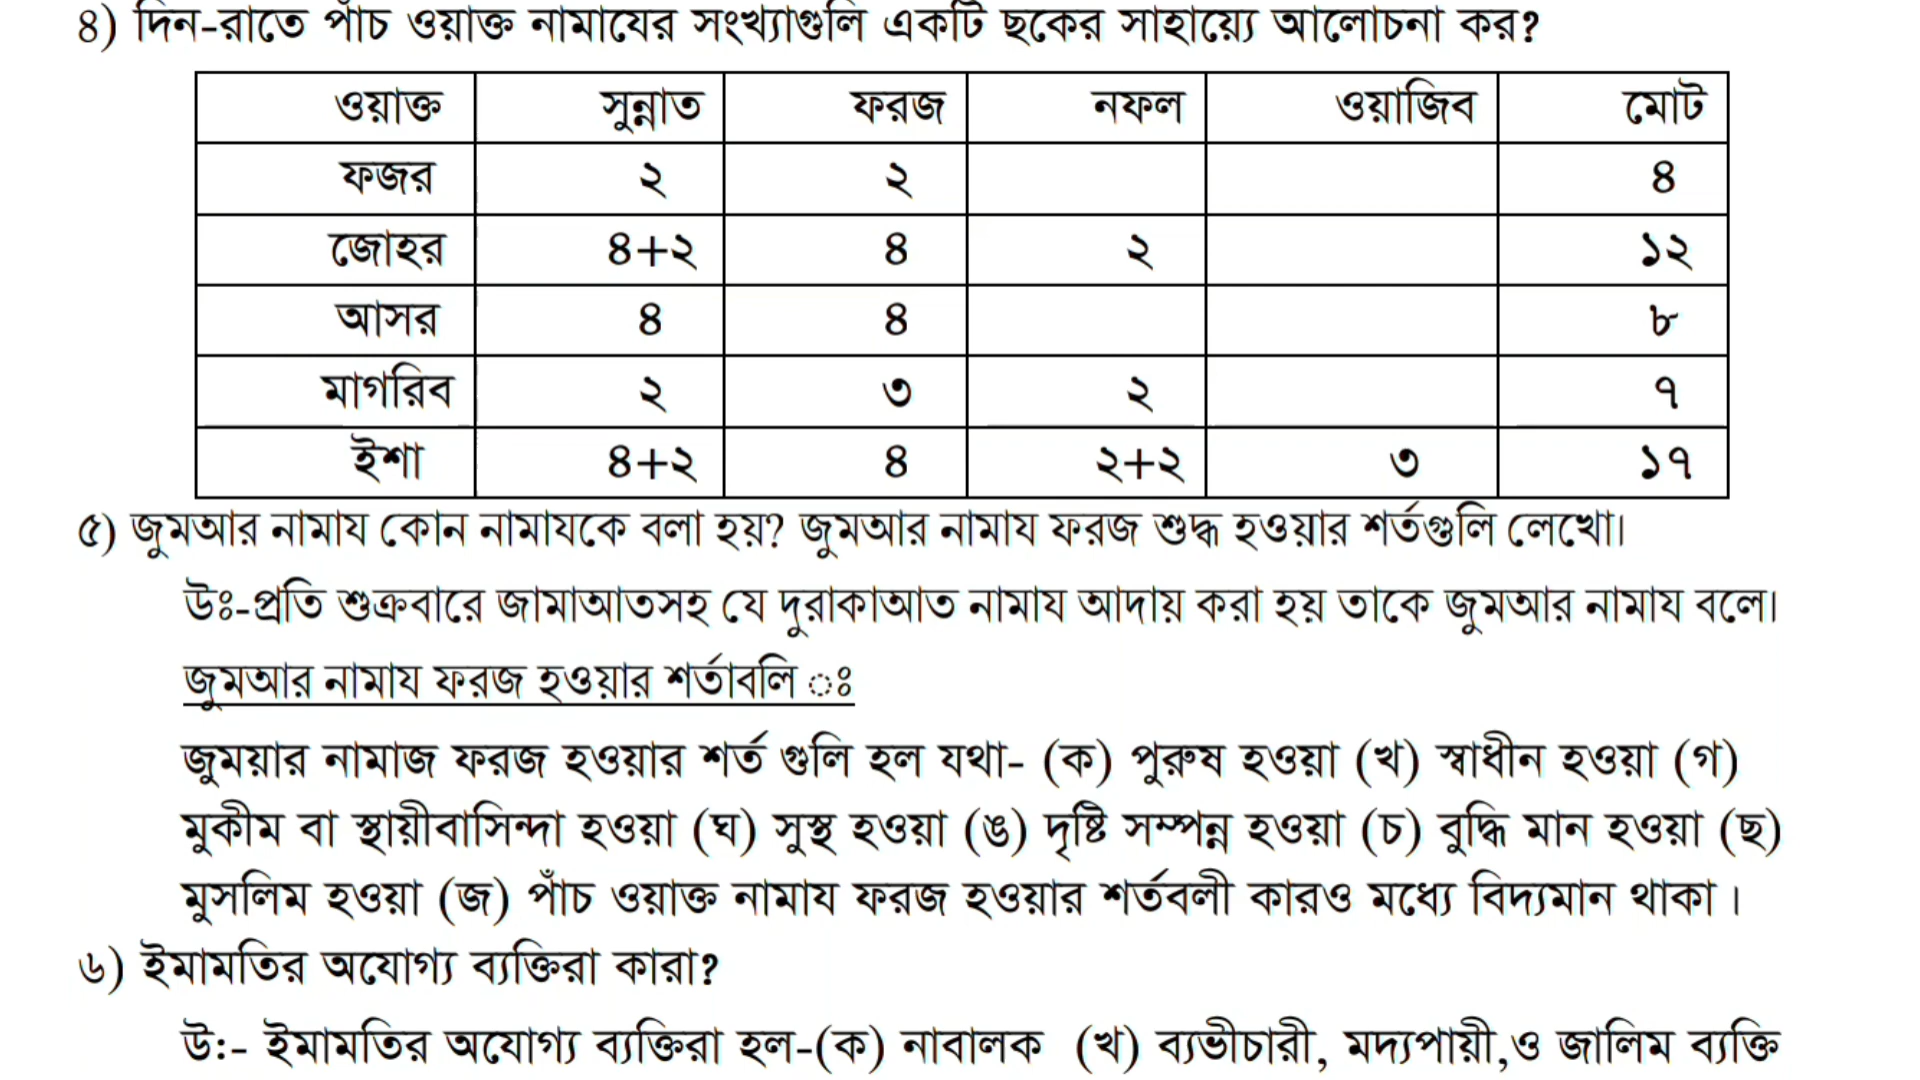 ৪) দিন-রাতে পাঁচ ওয়াক্ত নামাযের সংখ্যাগুলি একটি ছকের সাহায্যে আলোচনা কর?
ওয়াক্ত সুন্নাত ফরজ নফল ওয়াজিব মোট
ফজর ২ ২ ৪
জোহর ৪+২ ৪ ২ ১২
আসর ৪ ৪ ৮
মাগরিব ২ ৩ ২ ৭
ইশা ৪+২ ৪ ২+২ ৩ ১৭
৫) জুমআর নামায কোন নামাযকে বলা হয়? জুমআর নামায ফরজ শুদ্ধ হওয়ার শর্তগুলি লেখো।
উঃ-প্রতি শুক্রবারে জামাআতসহ যে দুরাকাআত নামায আদায় করা হয় তাকে জুমআর নামায বলে।
জুমআর নামায ফরজ হওয়ার শর্তাবলি ঃ
জুময়ার নামাজ ফরজ হওয়ার শর্ত গুলি হল যথা- (ক) পুরুষ হওয়া (খ) স্বাধীন হওয়া (গ)
মুকীম বা স্থায়ীবাসিন্দা হওয়া (ঘ) সুস্থ হওয়া (ঙ) দৃষ্টি সম্পন্ন হওয়া (চ) বুদ্ধি মান হওয়া (ছ)
মুসলিম হওয়া (জ) পাঁচ ওয়াক্ত নামায ফরজ হওয়ার শর্তবলী কারও মধ্যে বিদ্যমান থাকা।
৬) ইমামতির অযোগ্য ব্যক্তিরা কারা?
উ:- ইমামতির অযোগ্য ব্যক্তিরা হল-(ক) নাবালক (খ) ব্যভীচারী, মদ্যপায়ী,ও জালিম ব্যক্তি